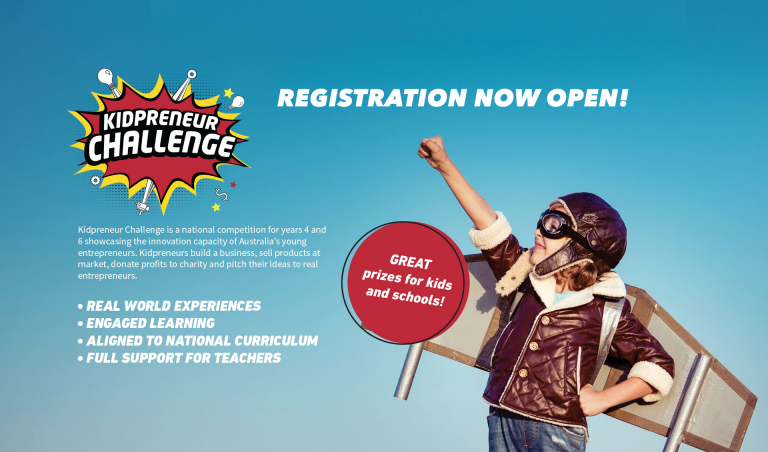 KIDPRENEUR
CHALLENGE
REGISTRATION NOW OPEN!
Kidpreneur Challenge is a national competition for years 4 and
6 showcasing the innovation capacity of Australia's young
entrepreneurs. Kidpreneurs build a business, sell products at
market, donate profits to charity and pitch their ideas to real
entrepreneurs.
• REAL WORLD EXPERIENCES
• ENGAGED LEARNING
• ALIGNED TO NATIONAL CURRICULUM
• FULL SUPPORT FOR TEACHERS
GREAT
prizes for kids
and schools!